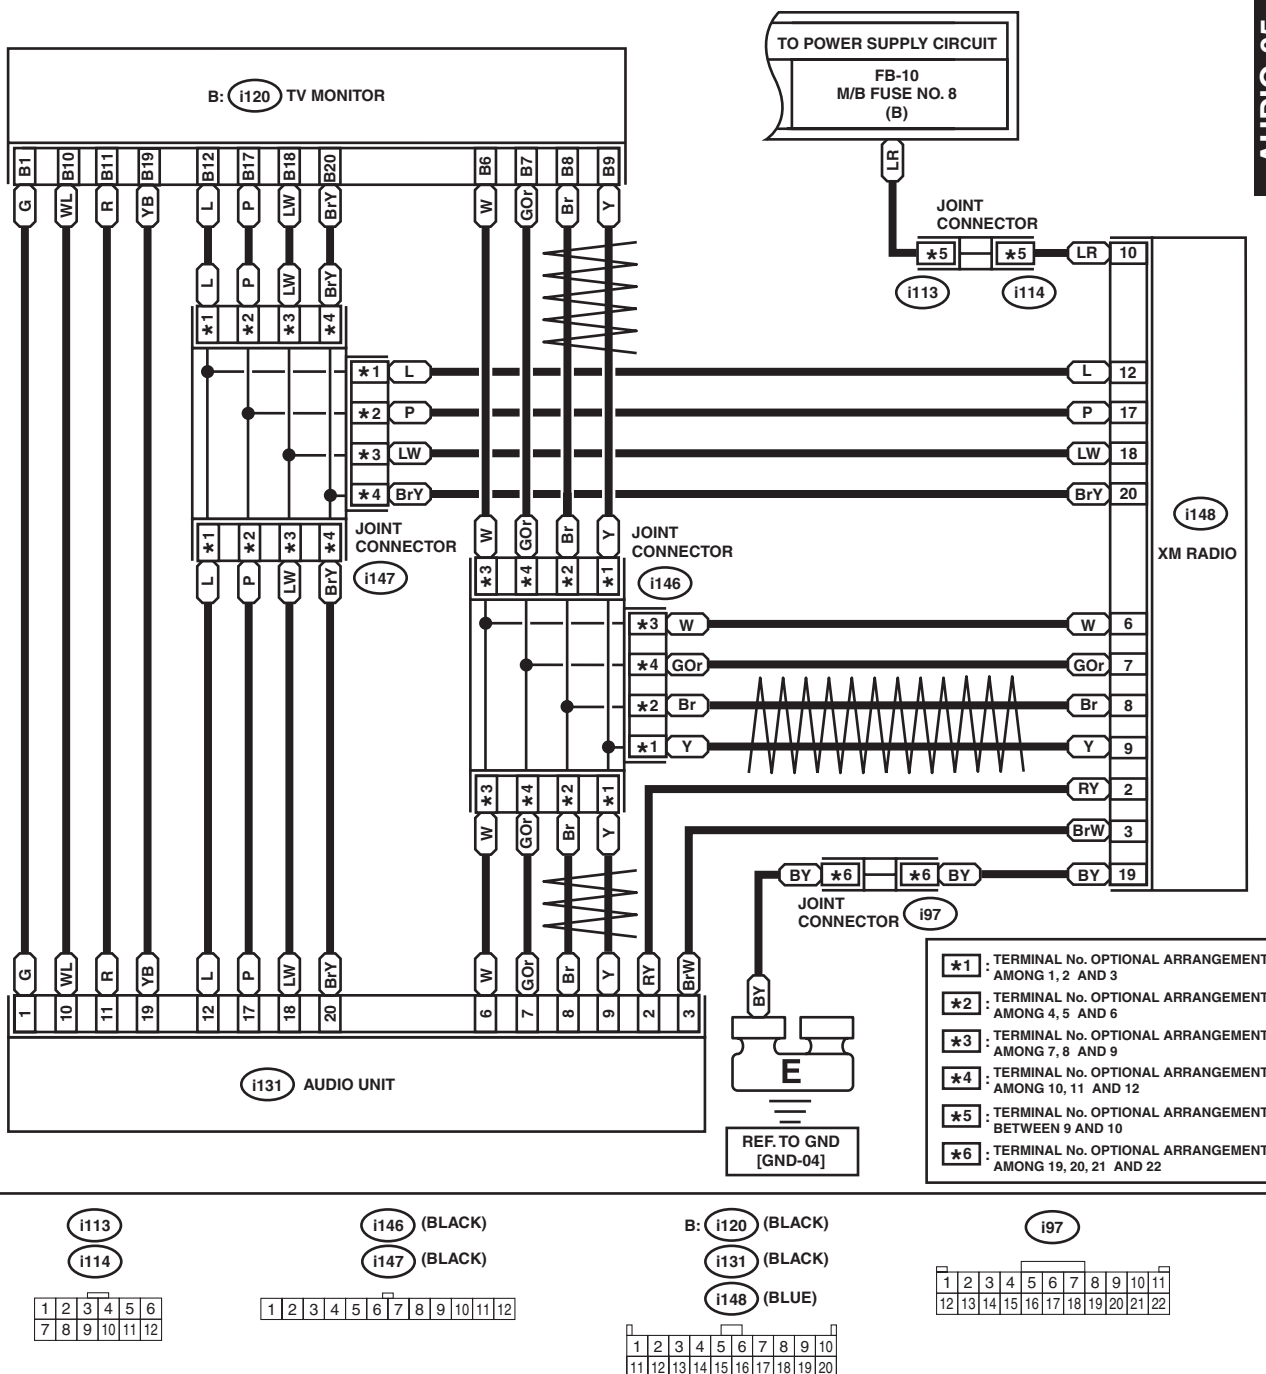 TO POWER SUPPLY CIRCUIT
FB-10
M/B FUSE NO. 8
(B)
B: i120 TV MONITOR
B1 B10 B11 B19 B12 B17 B18 B20 B6 B7 B8 B9
G WL R YB L P LW BrY W GOr Br Y
LR
JOINT
CONNECTOR
*5 *5 LR 10
i113 i114
L P LW BrY
*1 *2 *3 *4
*1 L L 12
*2 P P 17
*3 LW LW 18
*4 BrY BrY 20
i148
XM RADIO
*1 *2 *3 *4
JOINT
CONNECTOR
i147
L P LW BrY
W GOr Br Y
JOINT
CONNECTOR
i146
*3 *4 *2 *1
*3 W W 6
*4 GOr GOr 7
*2 Br Br 8
*1 Y Y 9
*3 *4 *2 *1
W GOr Br Y
RY 2
BrW 3
BY *6 *6 BY BY 19
JOINT
CONNECTOR
i97
G WL R YB L P LW BrY W GOr Br Y RY BrW
BY
1 10 11 19 12 17 18 20 6 7 8 9 2 3
i131 AUDIO UNIT
E
REF. TO GND
[GND-04]
*1 : TERMINAL No. OPTIONAL ARRANGEMENT
AMONG 1, 2 AND 3
*2 : TERMINAL No. OPTIONAL ARRANGEMENT
AMONG 4, 5 AND 6
*3 : TERMINAL No. OPTIONAL ARRANGEMENT
AMONG 7, 8 AND 9
*4 : TERMINAL No. OPTIONAL ARRANGEMENT
AMONG 10, 11 AND 12
*5 : TERMINAL No. OPTIONAL ARRANGEMENT
BETWEEN 9 AND 10
*6 : TERMINAL No. OPTIONAL ARRANGEMENT
AMONG 19, 20, 21 AND 22
i113
i114
1 2 3 4 5 6
7 8 9 10 11 12
i146 (BLACK)
i147 (BLACK)
1 2 3 4 5 6 7 8 9 10 11 12
B: i120 (BLACK)
i131 (BLACK)
i148 (BLUE)
1 2 3 4 5 6 7 8 9 10
11 12 13 14 15 16 17 18 19 20
i97
1 2 3 4 5 6 7 8 9 10 11
12 13 14 15 16 17 18 19 20 21 22